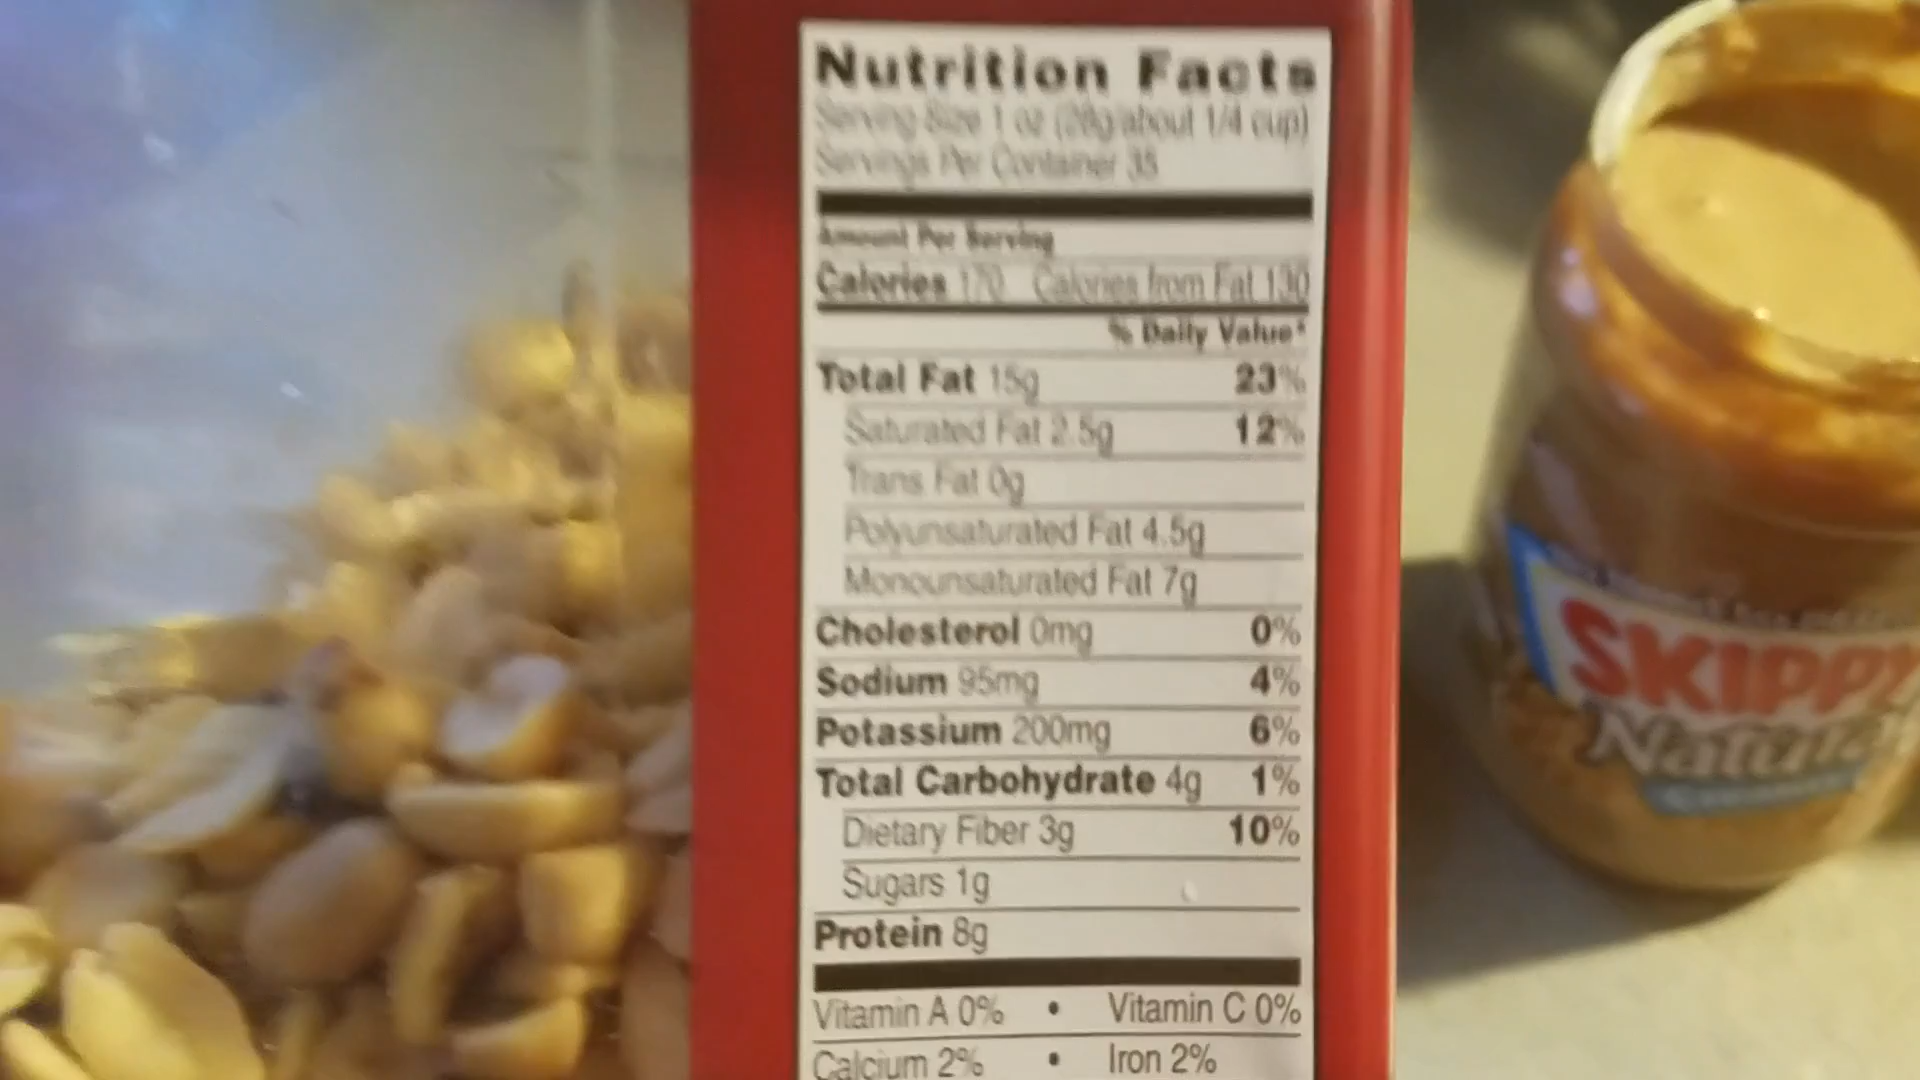 Nutrition Facts
Serving Size 1 oz (28g/about 1/4 cup)
Servings Per Container 35
Amount Per Serving
Calories 170 Calories from Fat 130
% Daily Value*
Total Fat 15g 23%
Saturated Fat 2.5g 12%
Trans Fat 0g
Polyunsaturated Fat 4.5g
Monounsaturated Fat 7g
Cholesterol 0mg 0%
Sodium 95mg 4%
Potassium 200mg 6%
Total Carbohydrate 4g 1%
Dietary Fiber 3g 10%
Sugars 1g
Protein 8g
Vitamin A 0% • Vitamin C 0%
Calcium 2% • Iron 2%
SKIPPY
Natural